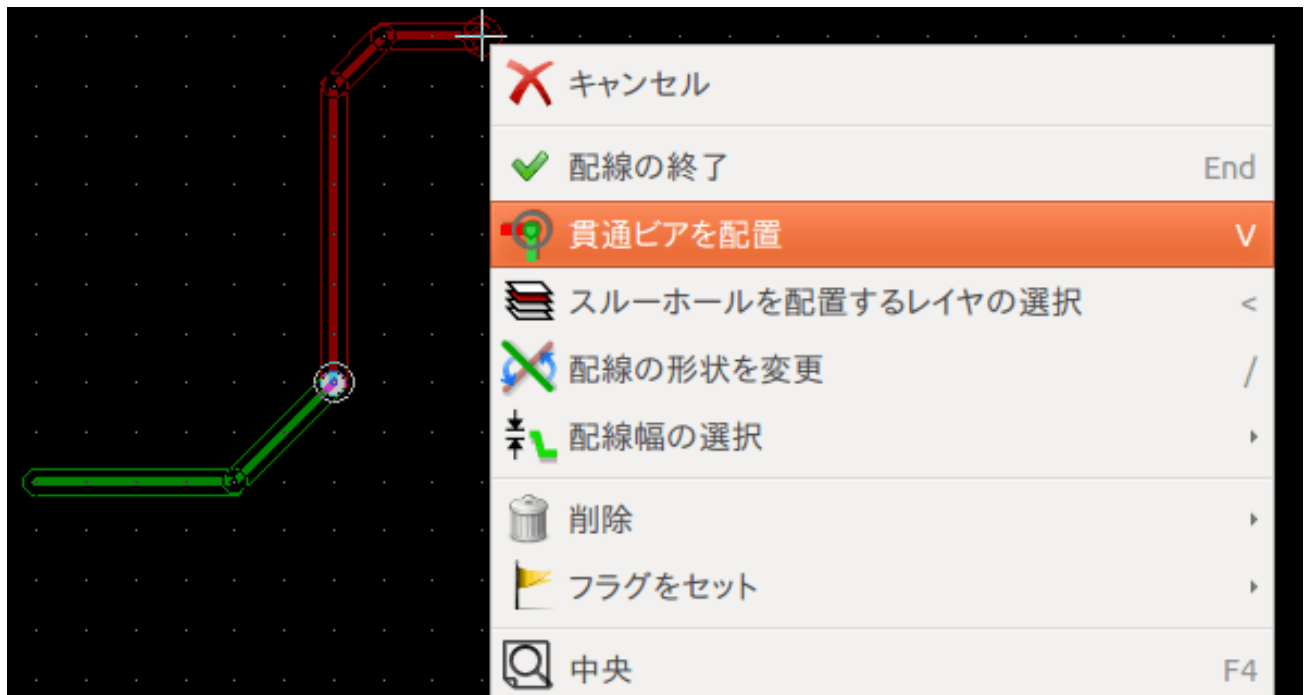 キャンセル
配線の終了 End
貫通ビアを配置 V
スルーホールを配置するレイヤの選択 <
配線の形状を変更 /
配線幅の選択
削除
フラグをセット
中央 F4